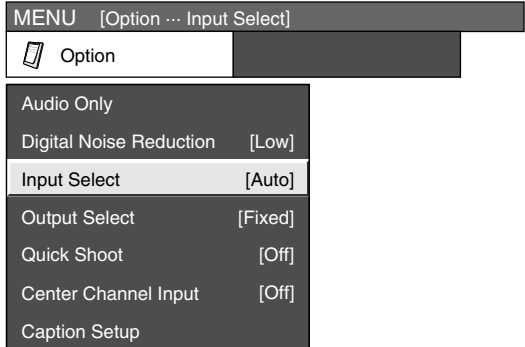 MENU [Option ··· Input Select]
Option
Audio Only
Digital Noise Reduction [Low]
Input Select [Auto]
Output Select [Fixed]
Quick Shoot [Off]
Center Channel Input [Off]
Caption Setup